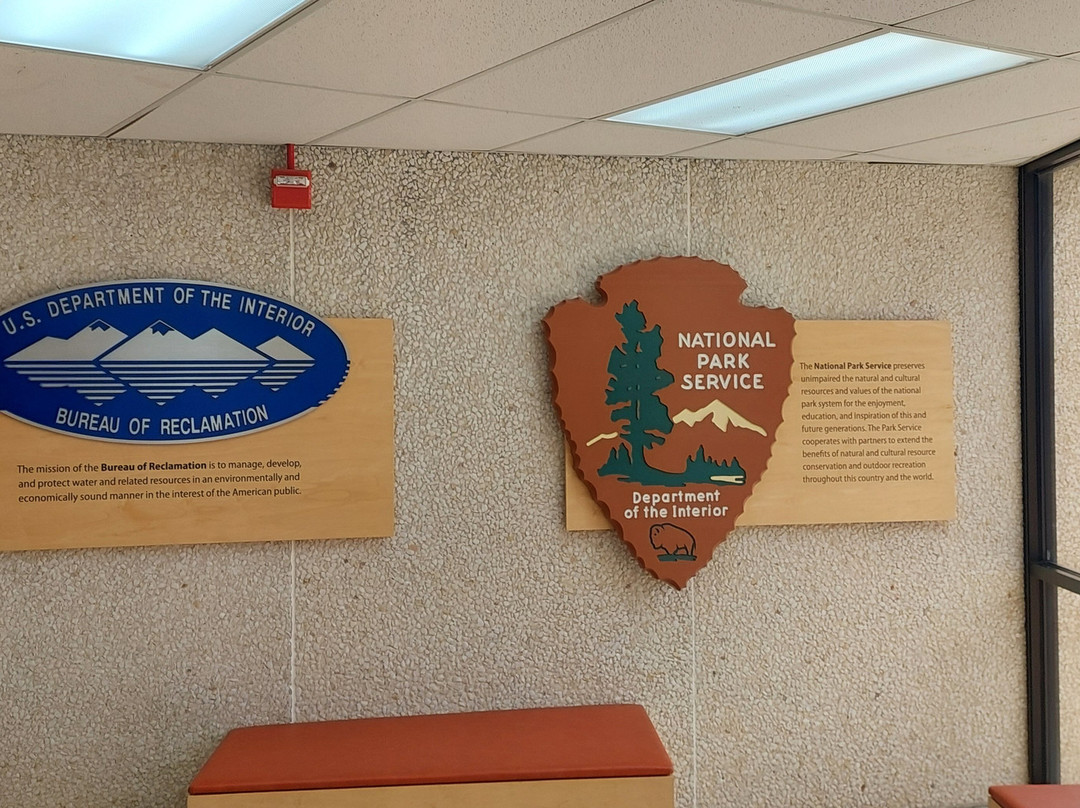 U.S. DEPARTMENT OF THE INTERIOR
BUREAU OF RECLAMATION
The mission of the Bureau of Reclamation is to manage, develop,
and protect water and related resources in an environmentally and
economically sound manner in the interest of the American public.
NATIONAL
PARK
SERVICE
Department
of the Interior
The National Park Service preserves
unimpaired the natural and cultural
resources and values of the national
park system for the enjoyment,
education, and inspiration of this and
future generations. The Park Service
cooperates with partners to extend the
benefits of natural and cultural resource
conservation and outdoor recreation
throughout this country and the world.